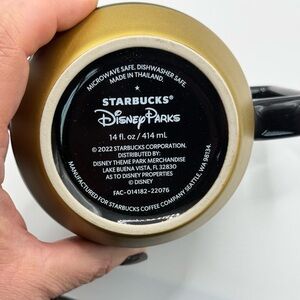 MICROWAVE SAFE. DISHWASHER SAFE.
MADE IN THAILAND.
STARBUCKS®
Disney Parks
14 fl. oz / 414 mL
© 2022 STARBUCKS CORPORATION.
DISTRIBUTED BY:
DISNEY THEME PARK MERCHANDISE
LAKE BUENA VISTA, FL 32830
AS TO DISNEY PROPERTIES
© DISNEY
FAC-014182-22076
MANUFACTURED FOR STARBUCKS COFFEE COMPANY SEATTLE, WA 98134.